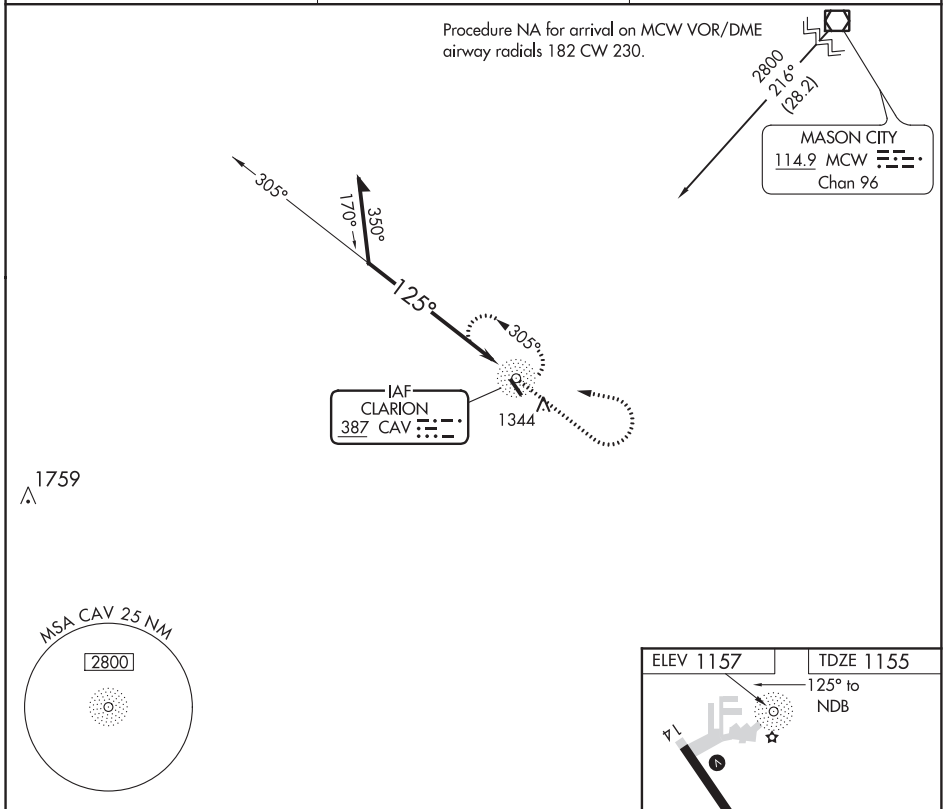 Procedure NA for arrival on MCW VOR/DME
airway radials 182 CW 230.
2800
216°
(28.2)
MASON CITY
114.9 MCW
Chan 96
305°
170°
350°
125°
305°
IAF
CLARION
387 CAV
1344
1759
MSA CAV 25 NM
2800
ELEV 1157
TDZE 1155
125° to
NDB
14
V